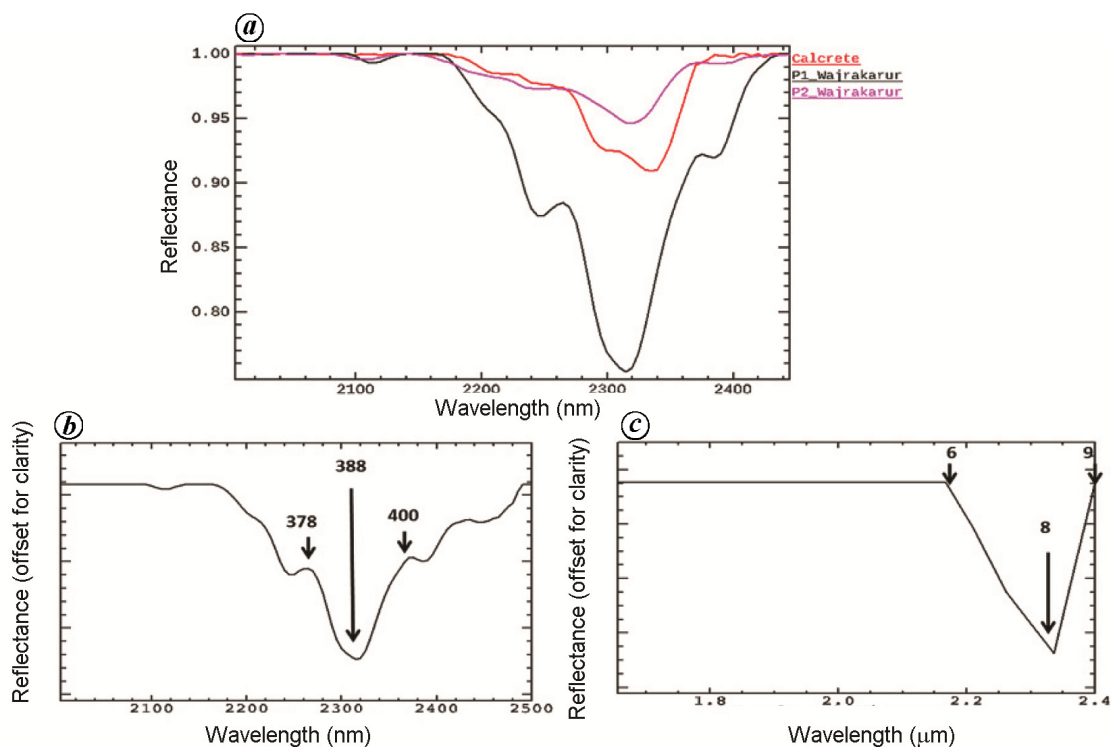 a
1.00
0.95
0.90
0.85
0.80
Reflectance
2100
2200
2300
2400
Wavelength (nm)
Calcrete
P1_Wajrakarur
P2_Wajrakarur
b
388
378
400
Reflectance (offset for clarity)
2100
2200
2300
2400
2500
Wavelength (nm)
c
6
9
8
Reflectance (offset for clarity)
1.8
2.0
2.2
2.4
Wavelength (μm)